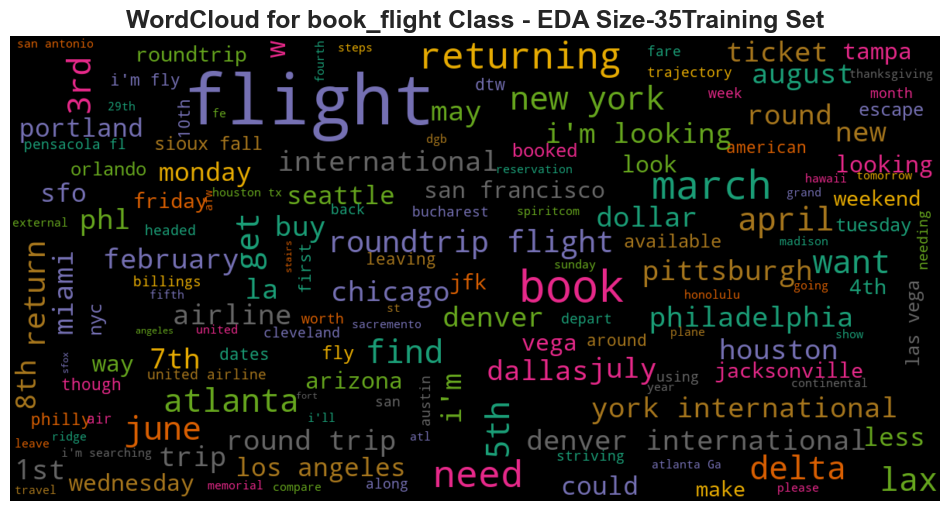 WordCloud for book_flight Class - EDA Size-35Training Set
san antonio
roundtrip
w
steps
fourth
returning
fare
ticket
tampa
3rd
i'm fly
flight
dtw
trajectory
august
thanksgiving
29th
10th
fe
may
new york
week
month
escape
portland
round
pensacola fl
sioux fall
dgb
i'm looking
american
new
orlando
monday
international
booked
reservation
look
looking
sfo
friday
afw
houston tx
seattle
san francisco
march
hawaii
tomorrow
grand
weekend
external
phl
headed
get
buy
back
bucharest
spiritcom
dollar
april
tuesday
needing
february
stairs
first
roundtrip flight
leaving
available
madison
return
miami
billings
fifth
la
chicago
jfk
sunday
book
pittsburgh
going
want
4th
nyc
airline
worth
st
honolulu
las vega
angeles
united
cleveland
sacremento
denver
depart
philadelphia
plane
show
8th
sfox
way
7th
dates
fly
find
vega
around
houston
though
united airline
arizona
dallas
july
using
jacksonville
year
continental
philly
air
atlanta
fort
san
austin
i'm
york international
leave
ridge
june
i'll
atl
5th
round trip
denver international
less
i'm searching
1st
trip
los angeles
need
striving
atlanta Ga
delta
lax
travel
wednesday
memorial
compare
along
could
make
please